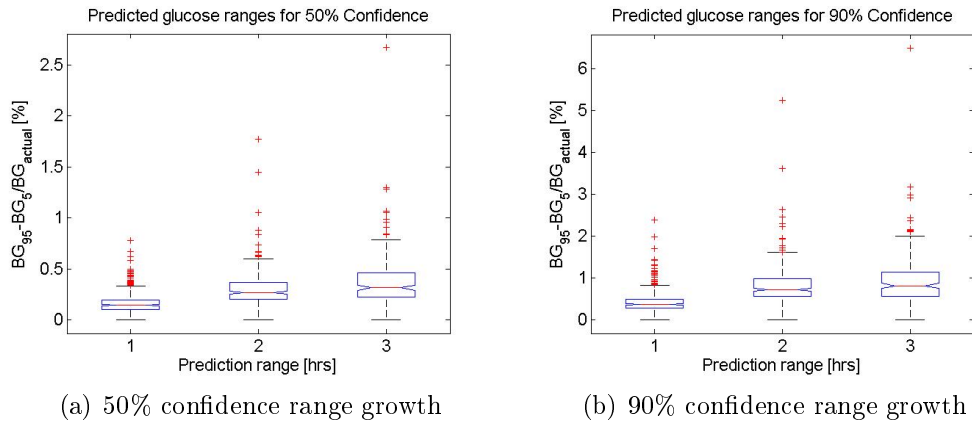 Predicted glucose ranges for 50% Confidence
BG95-BG5/BGactual [%]
2.5
2
1.5
1
0.5
0
1 2 3
Prediction range [hrs]
(a) 50% confidence range growth
Predicted glucose ranges for 90% Confidence
BG95-BG5/BGactual [%]
6
5
4
3
2
1
0
1 2 3
Prediction range [hrs]
(b) 90% confidence range growth